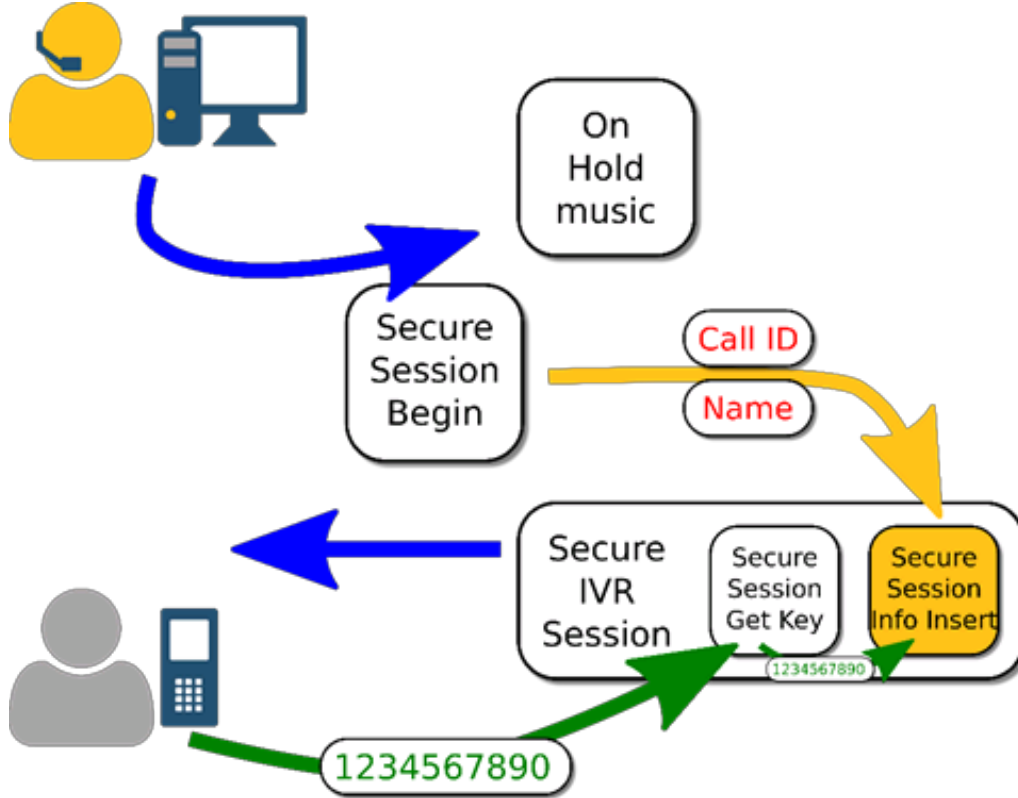 On
Hold
music
Secure
Session
Begin
Call ID
Name
Secure
IVR
Session
Secure
Session
Get Key
Secure
Session
Info Insert
1234567890
1234567890